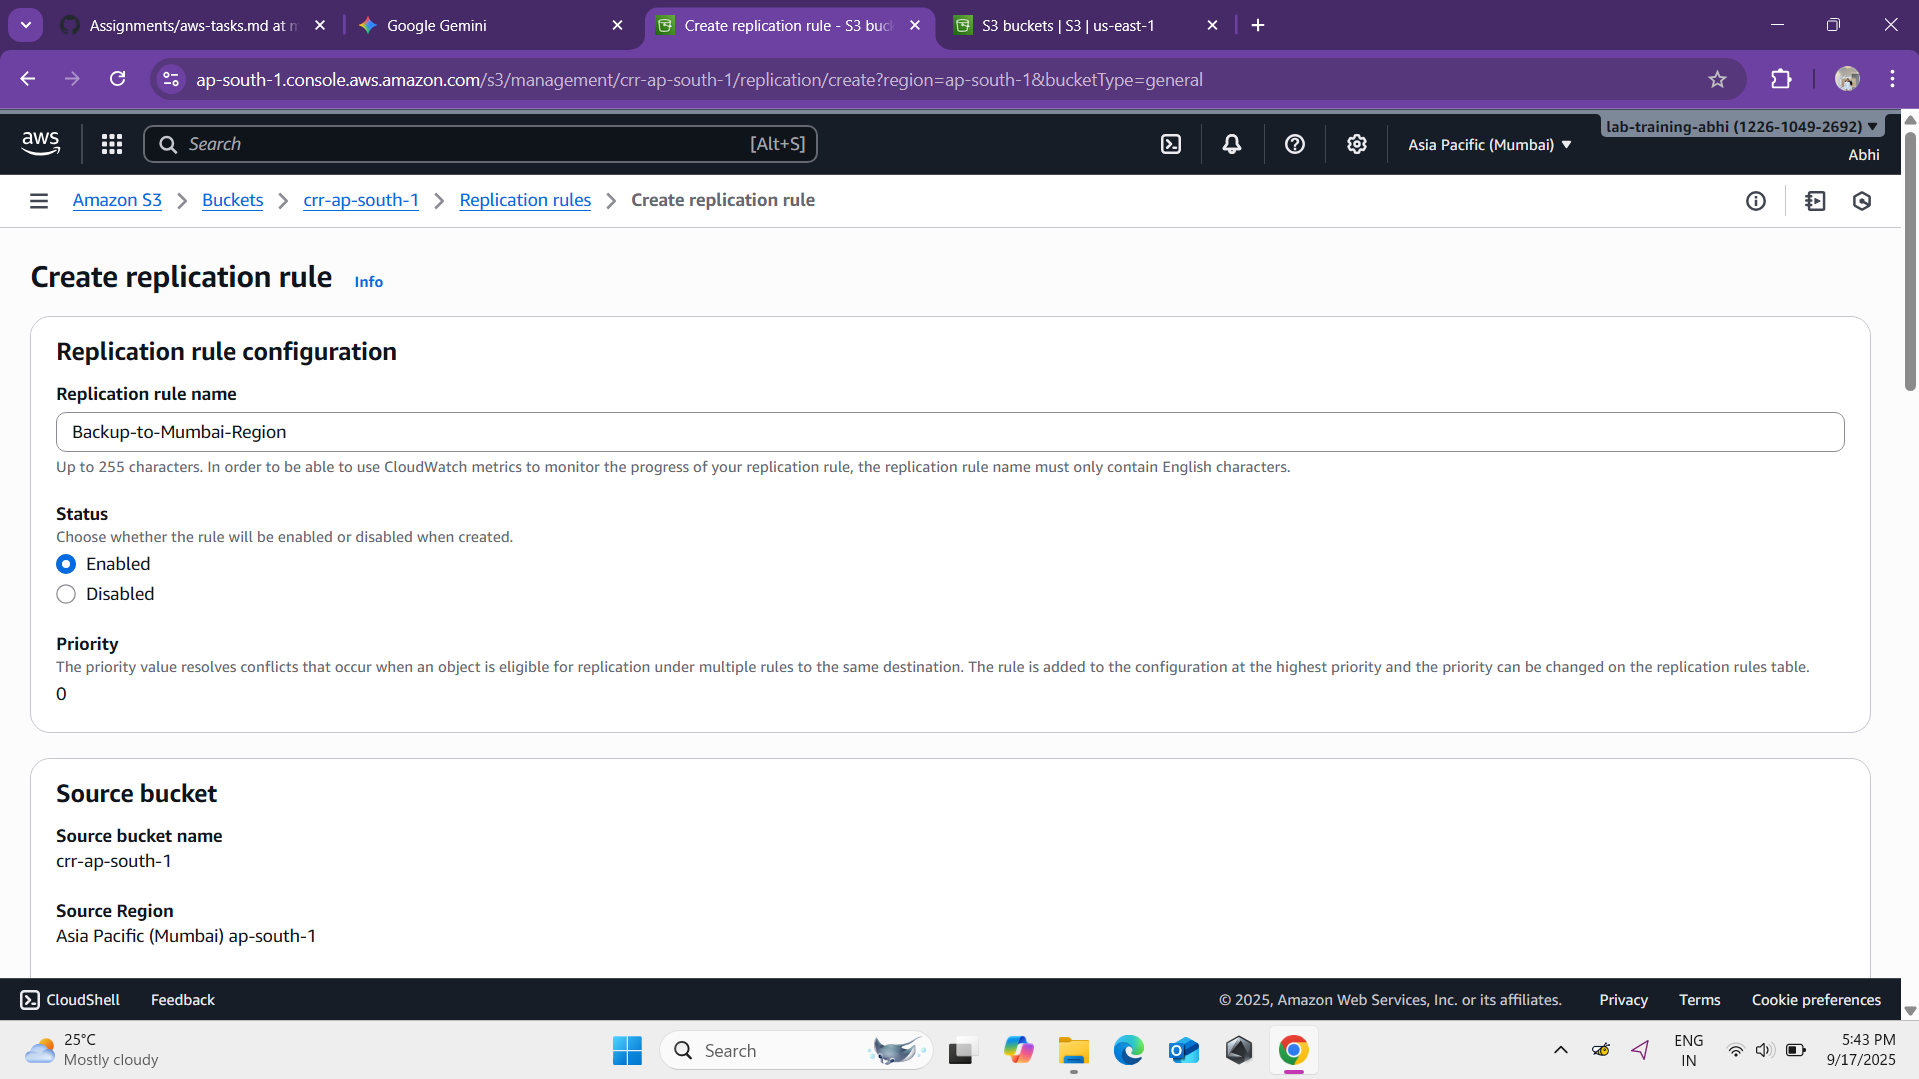 Assignments/aws-tasks.md at m
Google Gemini
Create replication rule - S3 buc
S3 buckets | S3 | us-east-1
ap-south-1.console.aws.amazon.com/s3/management/crr-ap-south-1/replication/create?region=ap-south-1&bucketType=general
aws
Search
[Alt+S]
Asia Pacific (Mumbai)
lab-training-abhi (1226-1049-2692)
Abhi
Amazon S3
Buckets
crr-ap-south-1
Replication rules
Create replication rule
Create replication rule
Info
Replication rule configuration
Replication rule name
Backup-to-Mumbai-Region
Up to 255 characters. In order to be able to use CloudWatch metrics to monitor the progress of your replication rule, the replication rule name must only contain English characters.
Status
Choose whether the rule will be enabled or disabled when created.
Enabled
Disabled
Priority
The priority value resolves conflicts that occur when an object is eligible for replication under multiple rules to the same destination. The rule is added to the configuration at the highest priority and the priority can be changed on the replication rules table.
0
Source bucket
Source bucket name
crr-ap-south-1
Source Region
Asia Pacific (Mumbai) ap-south-1
CloudShell
Feedback
© 2025, Amazon Web Services, Inc. or its affiliates.
Privacy
Terms
Cookie preferences
25°C
Mostly cloudy
Search
ENG
IN
5:43 PM
9/17/2025